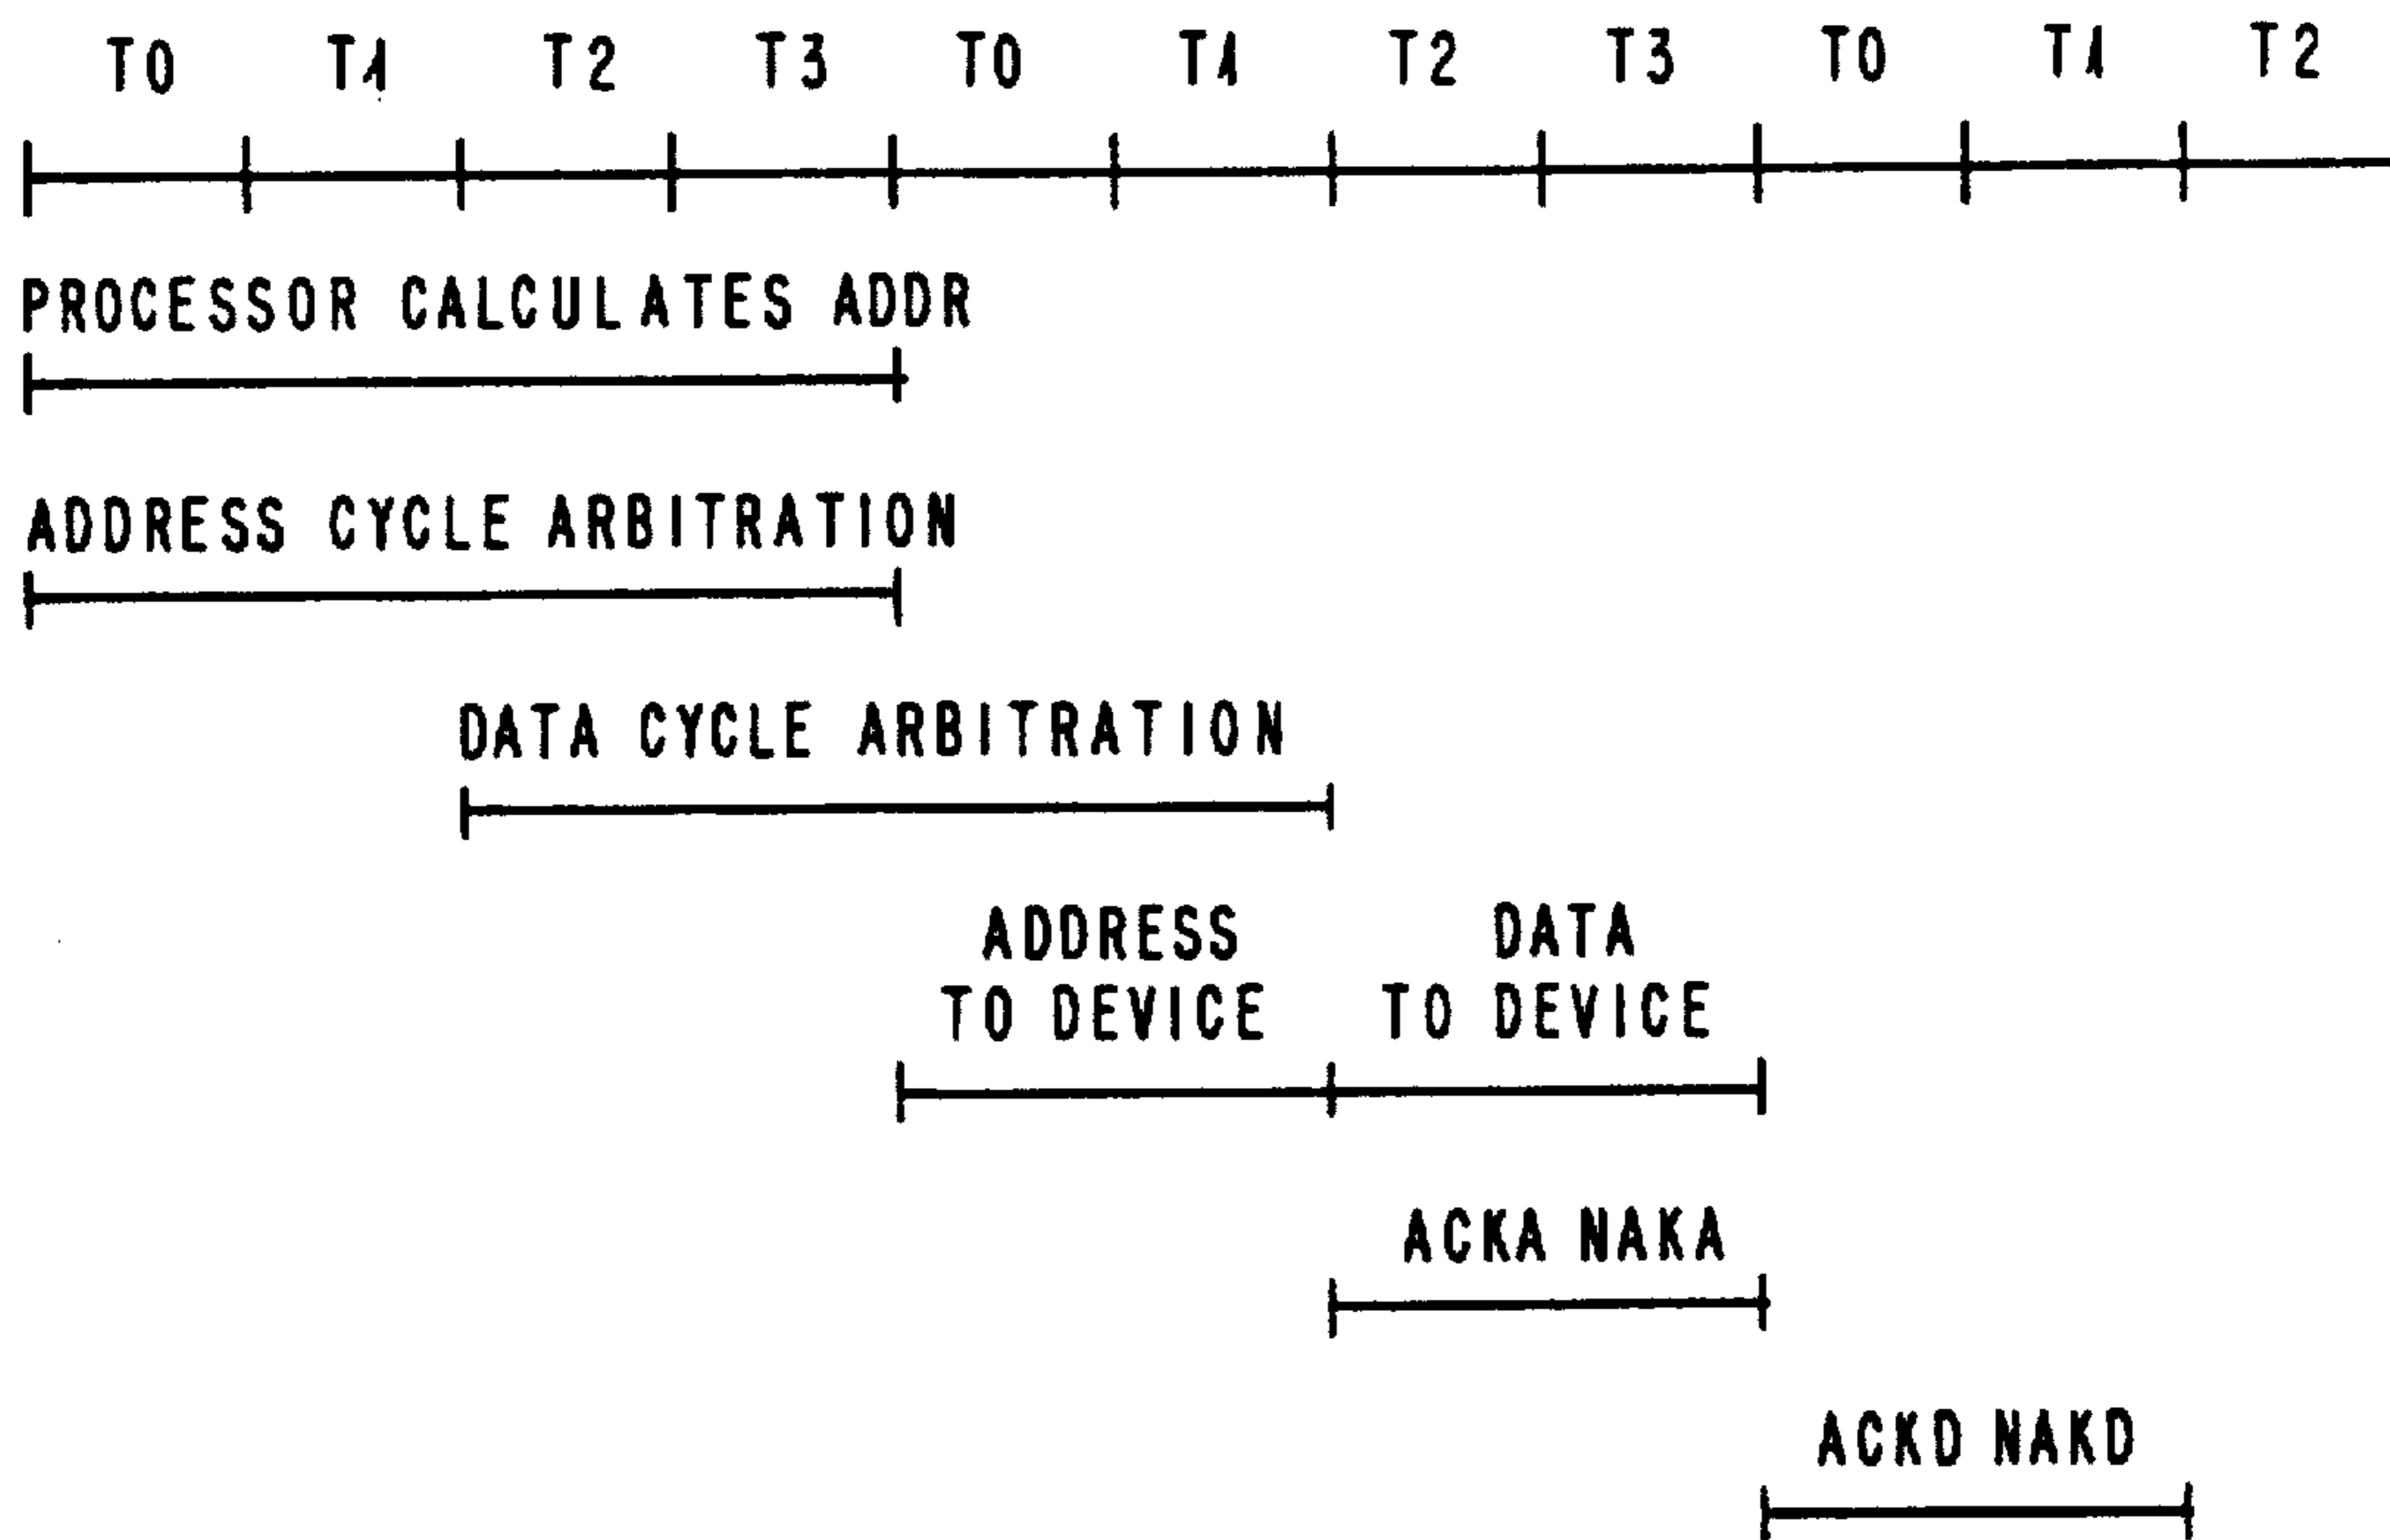 T0 T1 T2 T3 T0 T1 T2 T3 T0 T1 T2
PROCESSOR CALCULATES ADDR
ADDRESS CYCLE ARBITRATION
DATA CYCLE ARBITRATION
ADDRESS
TO DEVICE
DATA
TO DEVICE
ACKA NAKA
ACKD NAKD